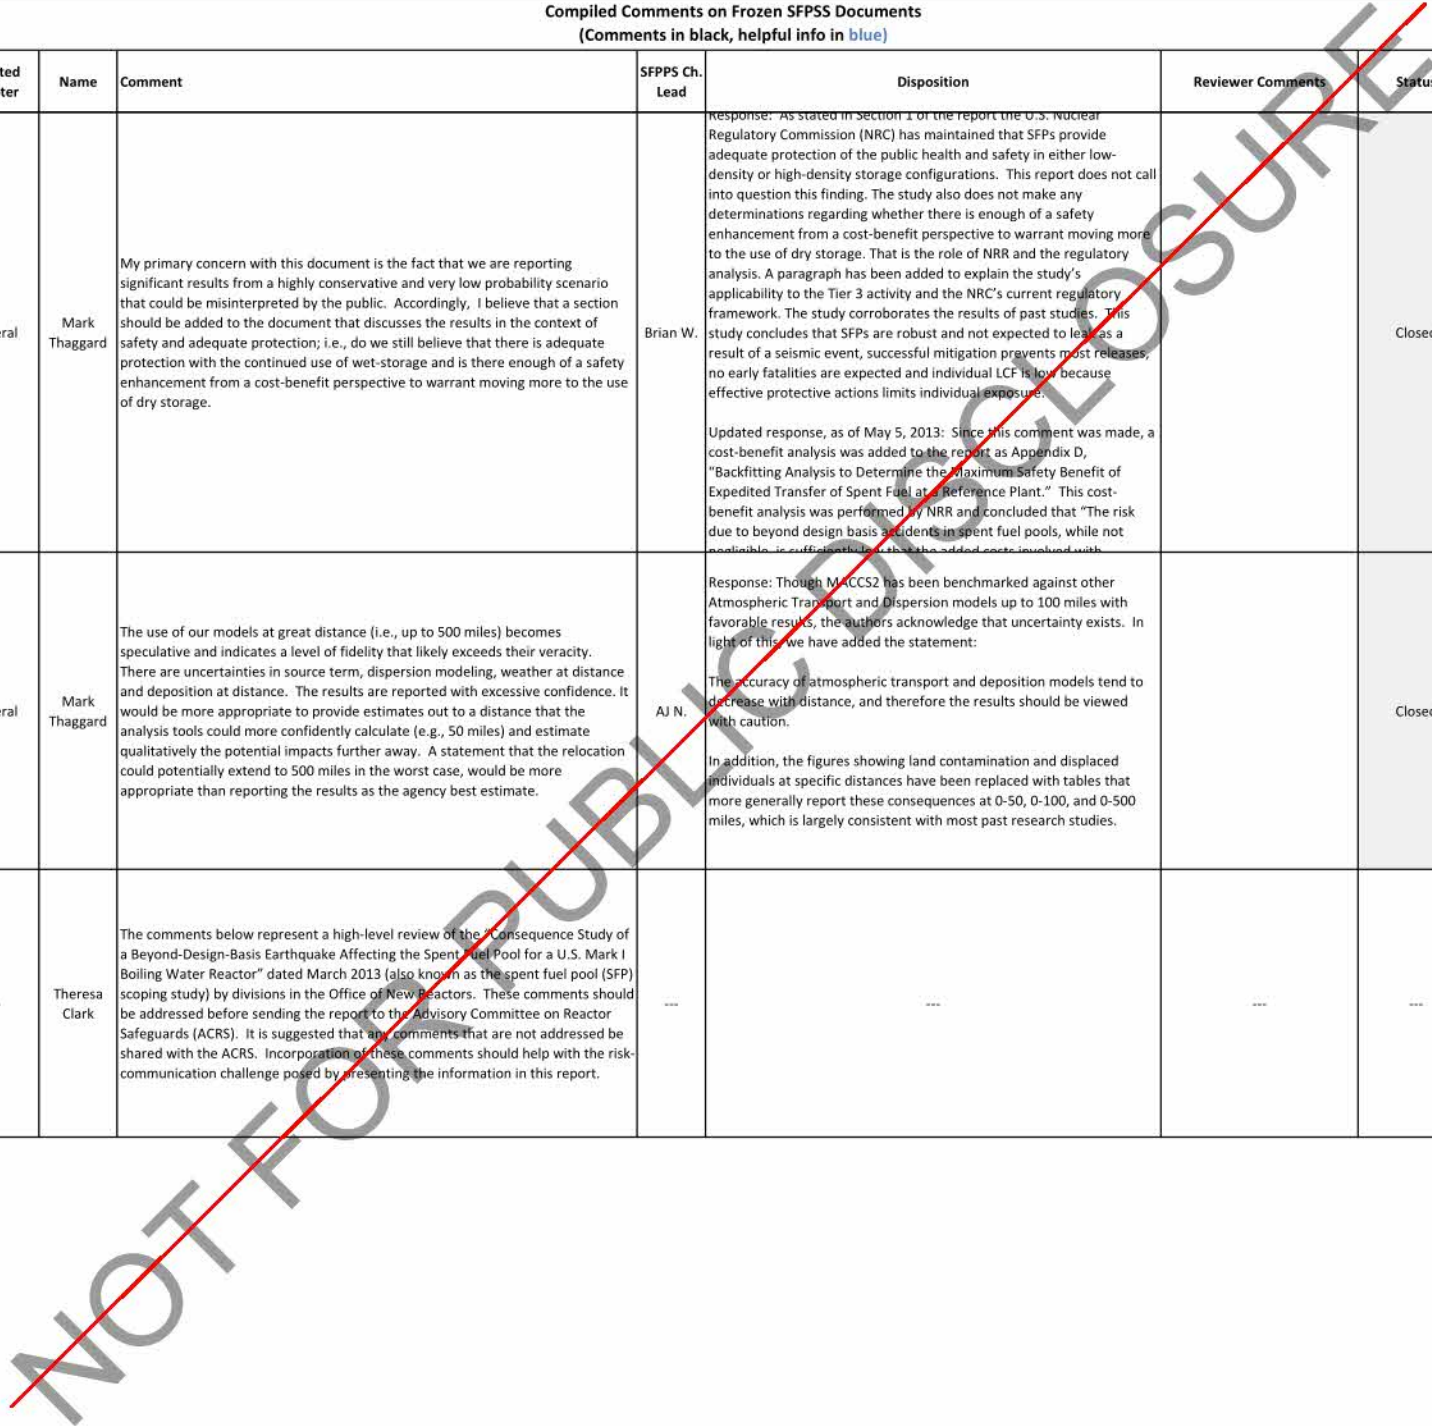 Compiled Comments on Frozen SFPSS Documents
(Comments in black, helpful info in blue)
ted
ter
Name
Comment
SFPPS Ch.
Lead
Disposition
Reviewer Comments
Status
eral
Mark
Thaggard
My primary concern with this document is the fact that we are reporting
significant results from a highly conservative and very low probability scenario
that could be misinterpreted by the public. Accordingly, I believe that a section
should be added to the document that discusses the results in the context of
safety and adequate protection; i.e., do we still believe that there is adequate
protection with the continued use of wet-storage and is there enough of a safety
enhancement from a cost-benefit perspective to warrant moving more to the use
of dry storage.
Brian W.
Response: As stated in Section 1 of the report the U.S. Nuclear
Regulatory Commission (NRC) has maintained that SFPs provide
adequate protection of the public health and safety in either low-
density or high-density storage configurations. This report does not call
into question this finding. The study also does not make any
determinations regarding whether there is enough of a safety
enhancement from a cost-benefit perspective to warrant moving more
to the use of dry storage. That is the role of NRR and the regulatory
analysis. A paragraph has been added to explain the study's
applicability to the Tier 3 activity and the NRC's current regulatory
framework. The study corroborates the results of past studies. This
study concludes that SFPs are robust and not expected to leak as a
result of a seismic event, successful mitigation prevents most releases,
no early fatalities are expected and individual LCF is low because
effective protective actions limits individual exposure.
Updated response, as of May 5, 2013: Since this comment was made, a
cost-benefit analysis was added to the report as Appendix D,
“Backfitting Analysis to Determine the Maximum Safety Benefit of
Expedited Transfer of Spent Fuel at a Reference Plant.” This cost-
benefit analysis was performed by NRR and concluded that “The risk
due to beyond design basis accidents in spent fuel pools, while not
negligible, is sufficiently low that the added costs involved with
Closed
eral
Mark
Thaggard
The use of our models at great distance (i.e., up to 500 miles) becomes
speculative and indicates a level of fidelity that likely exceeds their veracity.
There are uncertainties in source term, dispersion modeling, weather at distance
and deposition at distance. The results are reported with excessive confidence. It
would be more appropriate to provide estimates out to a distance that the
analysis tools could more confidently calculate (e.g., 50 miles) and estimate
qualitatively the potential impacts further away. A statement that the relocation
could potentially extend to 500 miles in the worst case, would be more
appropriate than reporting the results as the agency best estimate.
AJ N.
Response: Though MACCS2 has been benchmarked against other
Atmospheric Transport and Dispersion models up to 100 miles with
favorable results, the authors acknowledge that uncertainty exists. In
light of this, we have added the statement:
The accuracy of atmospheric transport and deposition models tend to
decrease with distance, and therefore the results should be viewed
with caution.
In addition, the figures showing land contamination and displaced
individuals at specific distances have been replaced with tables that
more generally report these consequences at 0-50, 0-100, and 0-500
miles, which is largely consistent with most past research studies.
Closed
Theresa
Clark
The comments below represent a high-level review of the “Consequence Study of
a Beyond-Design-Basis Earthquake Affecting the Spent Fuel Pool for a U.S. Mark I
Boiling Water Reactor” dated March 2013 (also known as the spent fuel pool (SFP)
scoping study) by divisions in the Office of New Reactors. These comments should
be addressed before sending the report to the Advisory Committee on Reactor
Safeguards (ACRS). It is suggested that any comments that are not addressed be
shared with the ACRS. Incorporation of these comments should help with the risk-
communication challenge posed by presenting the information in this report.
---
---
---
---
NOT FOR PUBLIC DISCLOSURE